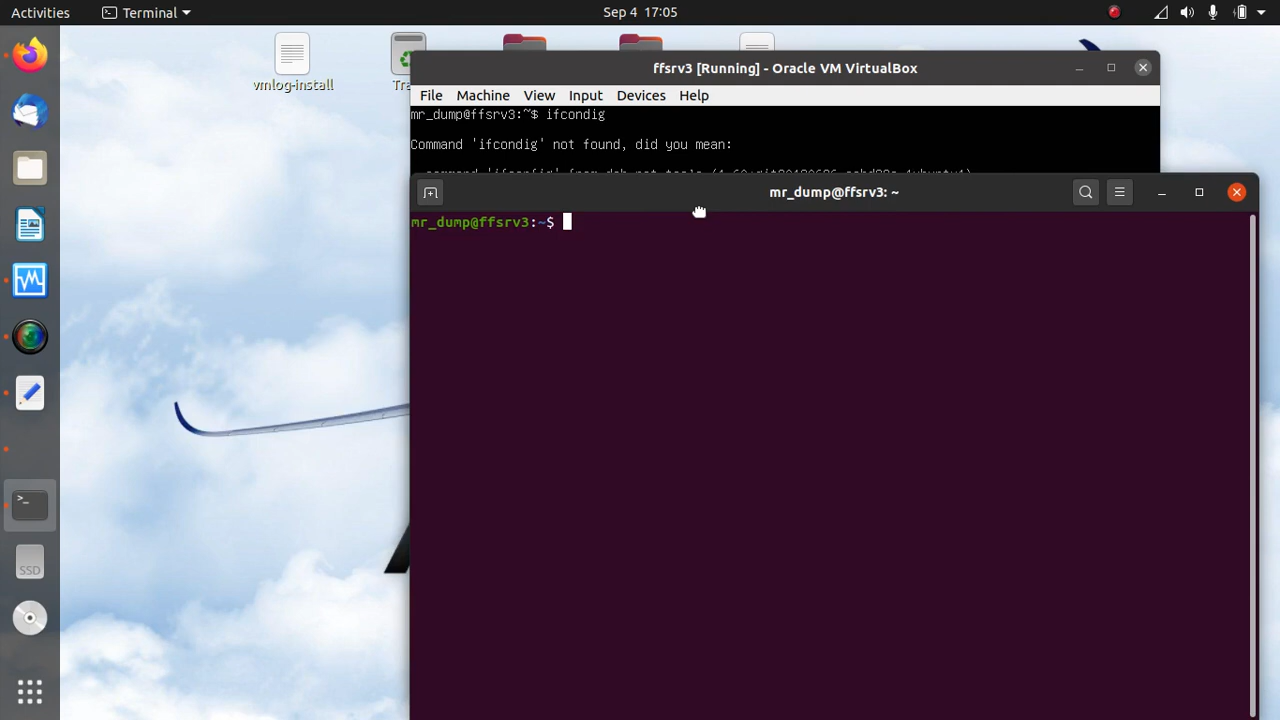 Activities
Terminal
Sep 4 17:05
vmlog-install
Tra
ffsrv3 [Running] - Oracle VM VirtualBox
File Machine View Input Devices Help
mr_dump@ffsrv3:~$ ifcondig
Command 'ifcondig' not found, did you mean:
mr_dump@ffsrv3: ~
mr_dump@ffsrv3:~$
SSD